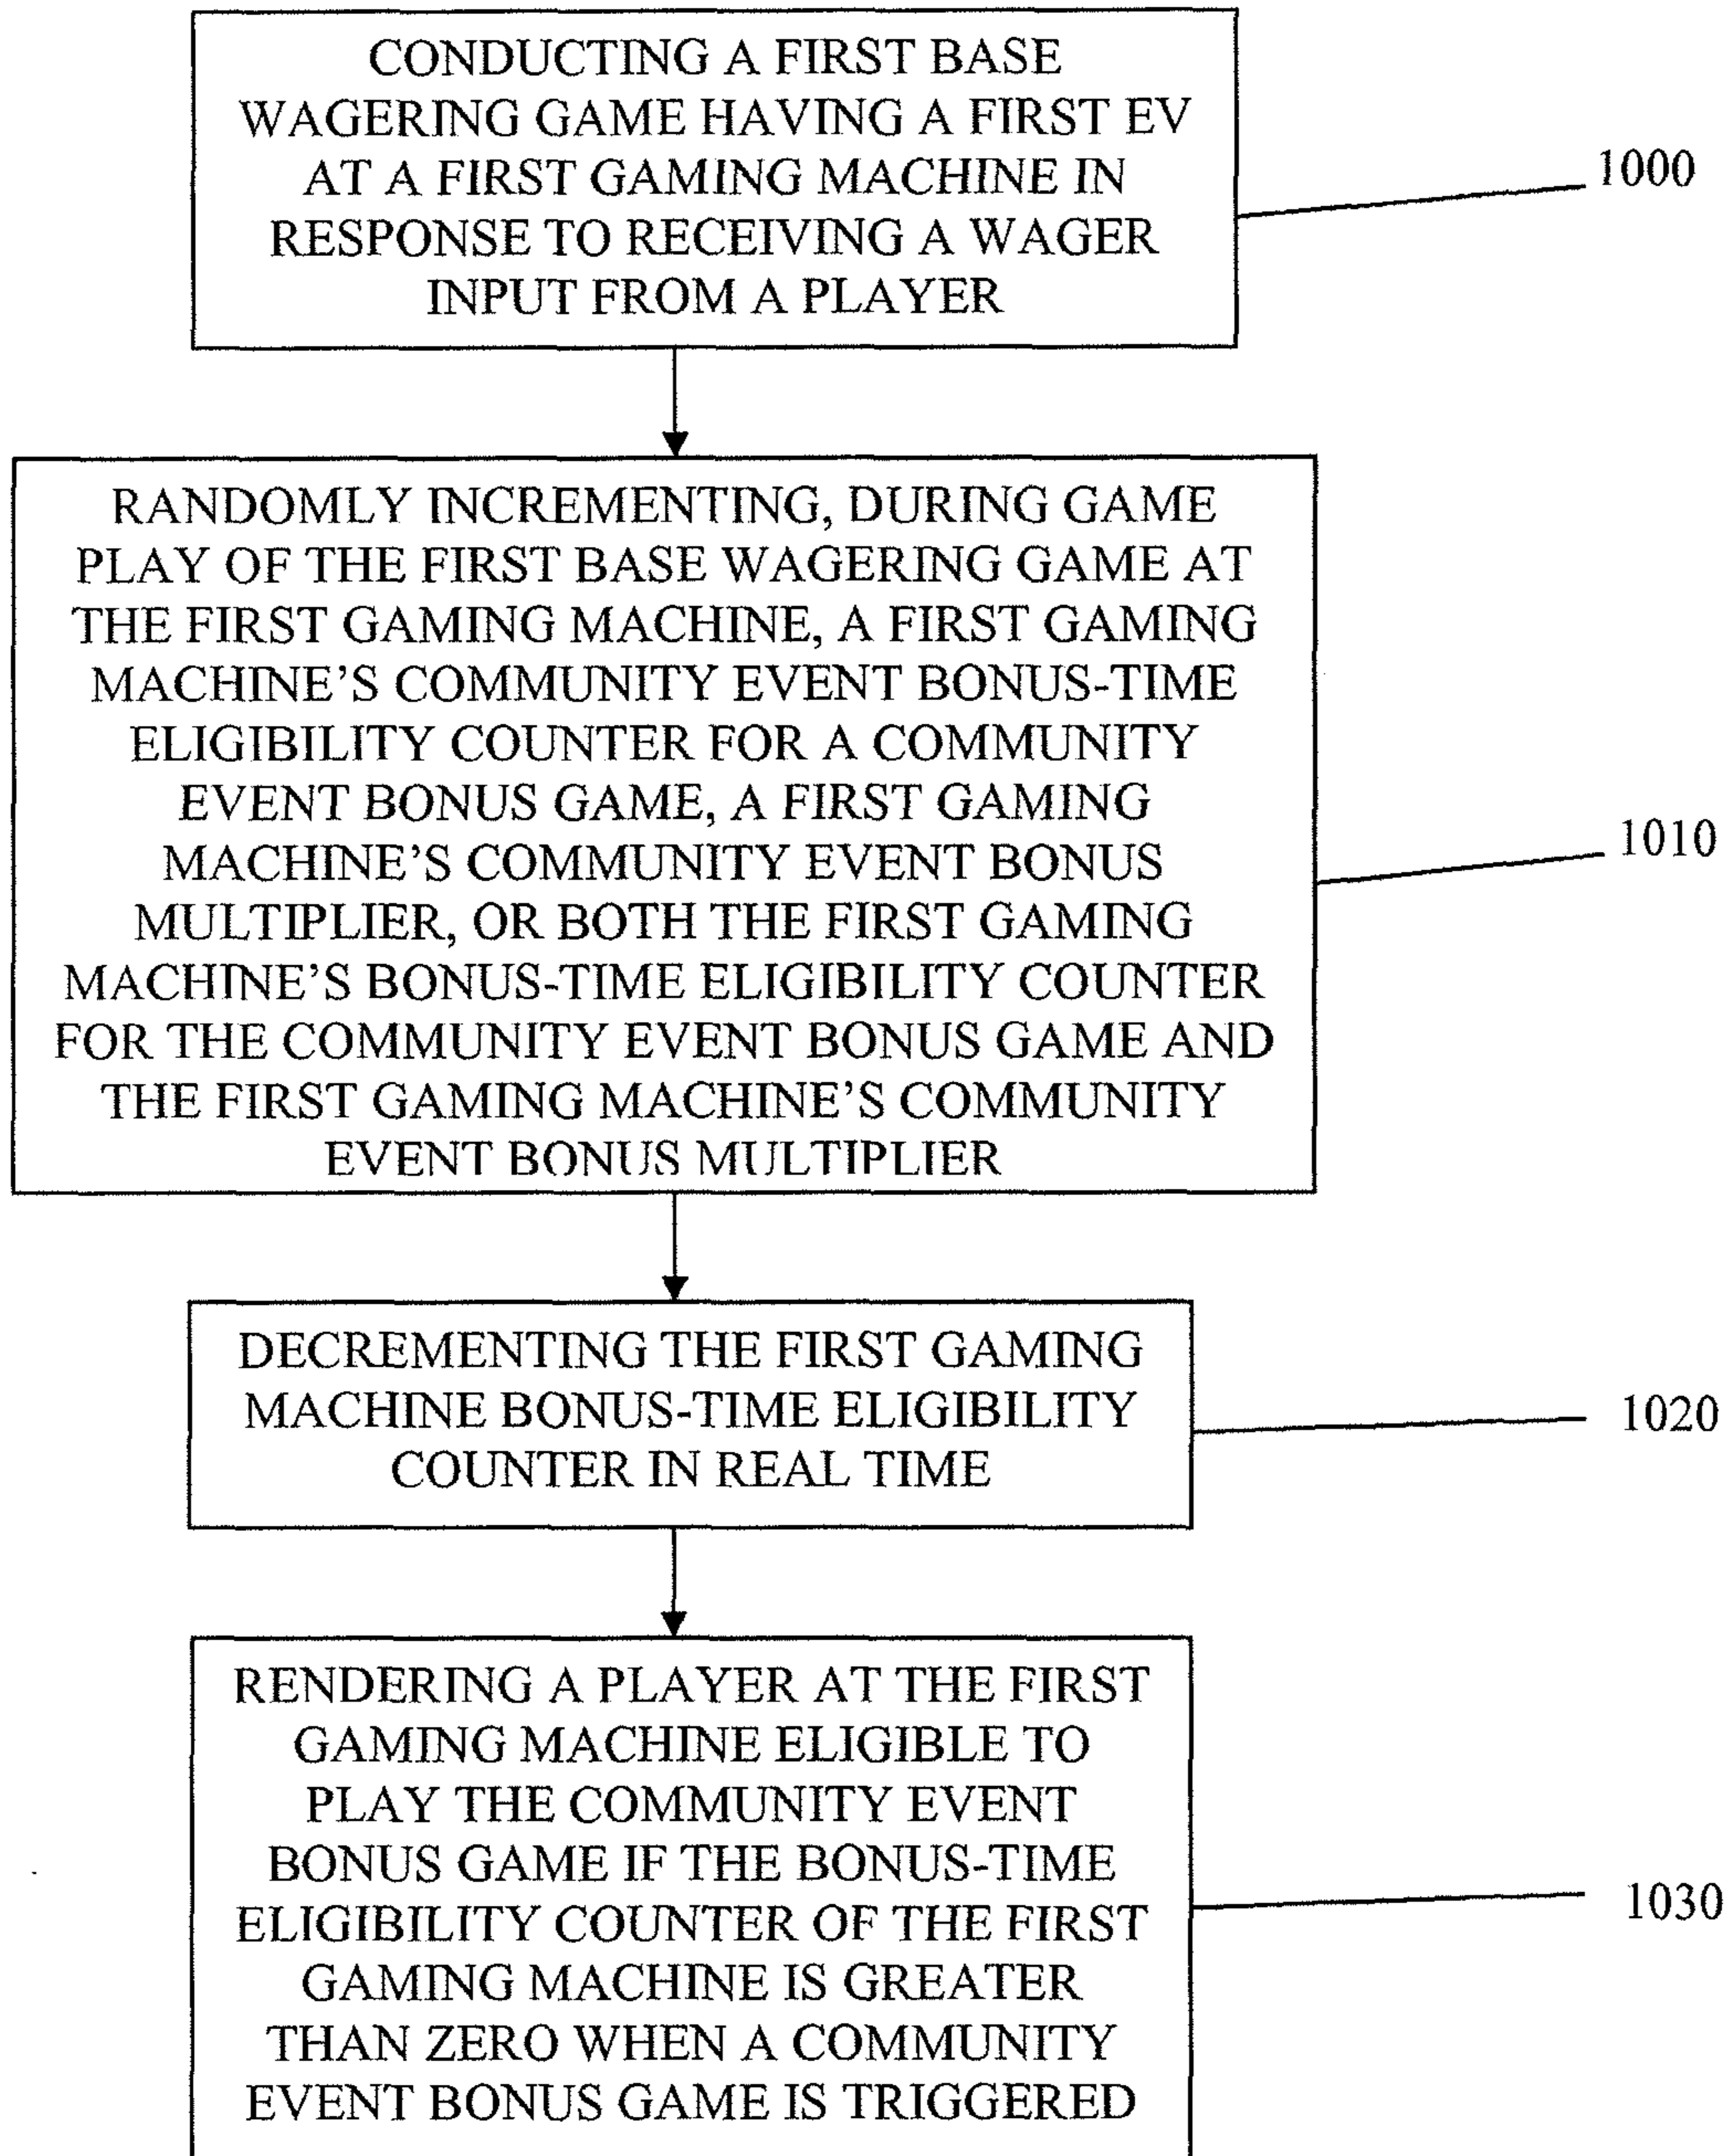 CONDUCTING A FIRST BASE
WAGERING GAME HAVING A FIRST EV
AT A FIRST GAMING MACHINE IN
RESPONSE TO RECEIVING A WAGER
INPUT FROM A PLAYER
1000
RANDOMLY INCREMENTING, DURING GAME
PLAY OF THE FIRST BASE WAGERING GAME AT
THE FIRST GAMING MACHINE, A FIRST GAMING
MACHINE'S COMMUNITY EVENT BONUS-TIME
ELIGIBILITY COUNTER FOR A COMMUNITY
EVENT BONUS GAME, A FIRST GAMING
MACHINE'S COMMUNITY EVENT BONUS
MULTIPLIER, OR BOTH THE FIRST GAMING
MACHINE'S BONUS-TIME ELIGIBILITY COUNTER
FOR THE COMMUNITY EVENT BONUS GAME AND
THE FIRST GAMING MACHINE'S COMMUNITY
EVENT BONUS MULTIPLIER
1010
DECREMENTING THE FIRST GAMING
MACHINE BONUS-TIME ELIGIBILITY
COUNTER IN REAL TIME
1020
RENDERING A PLAYER AT THE FIRST
GAMING MACHINE ELIGIBLE TO
PLAY THE COMMUNITY EVENT
BONUS GAME IF THE BONUS-TIME
ELIGIBILITY COUNTER OF THE FIRST
GAMING MACHINE IS GREATER
THAN ZERO WHEN A COMMUNITY
EVENT BONUS GAME IS TRIGGERED
1030